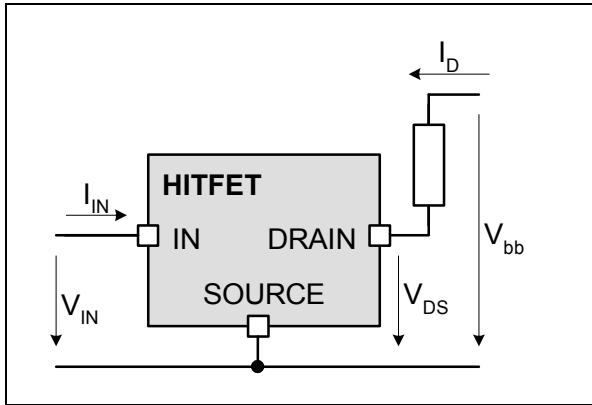 I_D
HITFET
I_IN
IN DRAIN
V_bb
SOURCE
V_IN
V_DS